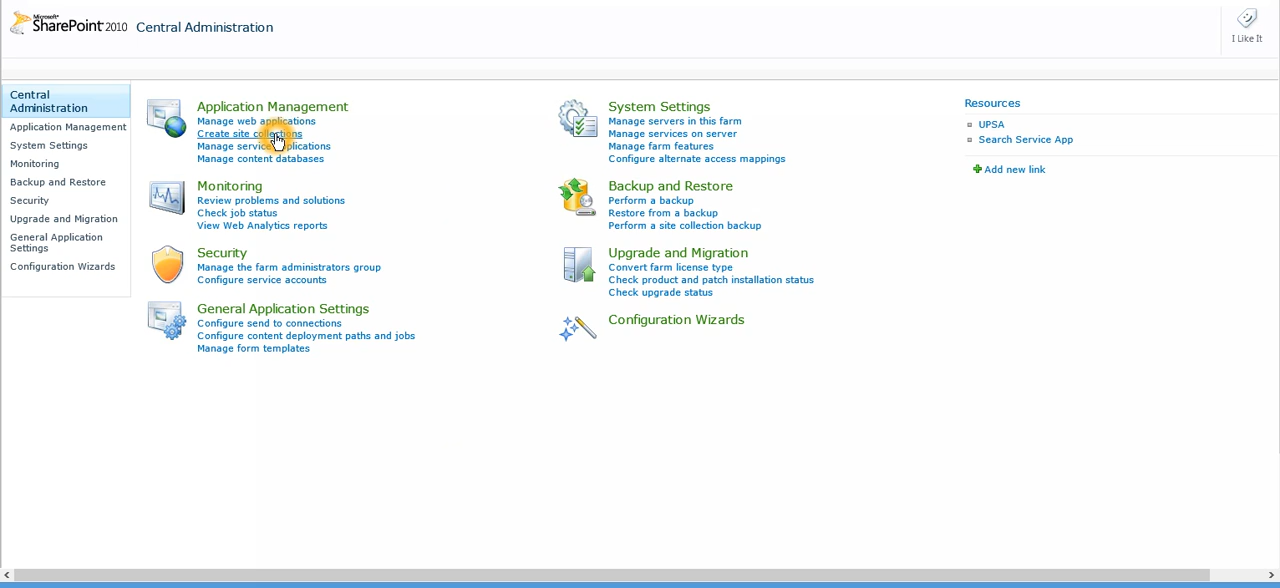 Microsoft
SharePoint 2010 Central Administration
I Like It
Central
Administration
Application Management
System Settings
Monitoring
Backup and Restore
Security
Upgrade and Migration
General Application
Settings
Configuration Wizards
Application Management
Manage web applications
Create site collections
Manage service applications
Manage content databases
Monitoring
Review problems and solutions
Check job status
View Web Analytics reports
Security
Manage the farm administrators group
Configure service accounts
General Application Settings
Configure send to connections
Configure content deployment paths and jobs
Manage form templates
System Settings
Manage servers in this farm
Manage services on server
Manage farm features
Configure alternate access mappings
Backup and Restore
Perform a backup
Restore from a backup
Perform a site collection backup
Upgrade and Migration
Convert farm license type
Check product and patch installation status
Check upgrade status
Configuration Wizards
Resources
UPSA
Search Service App
Add new link